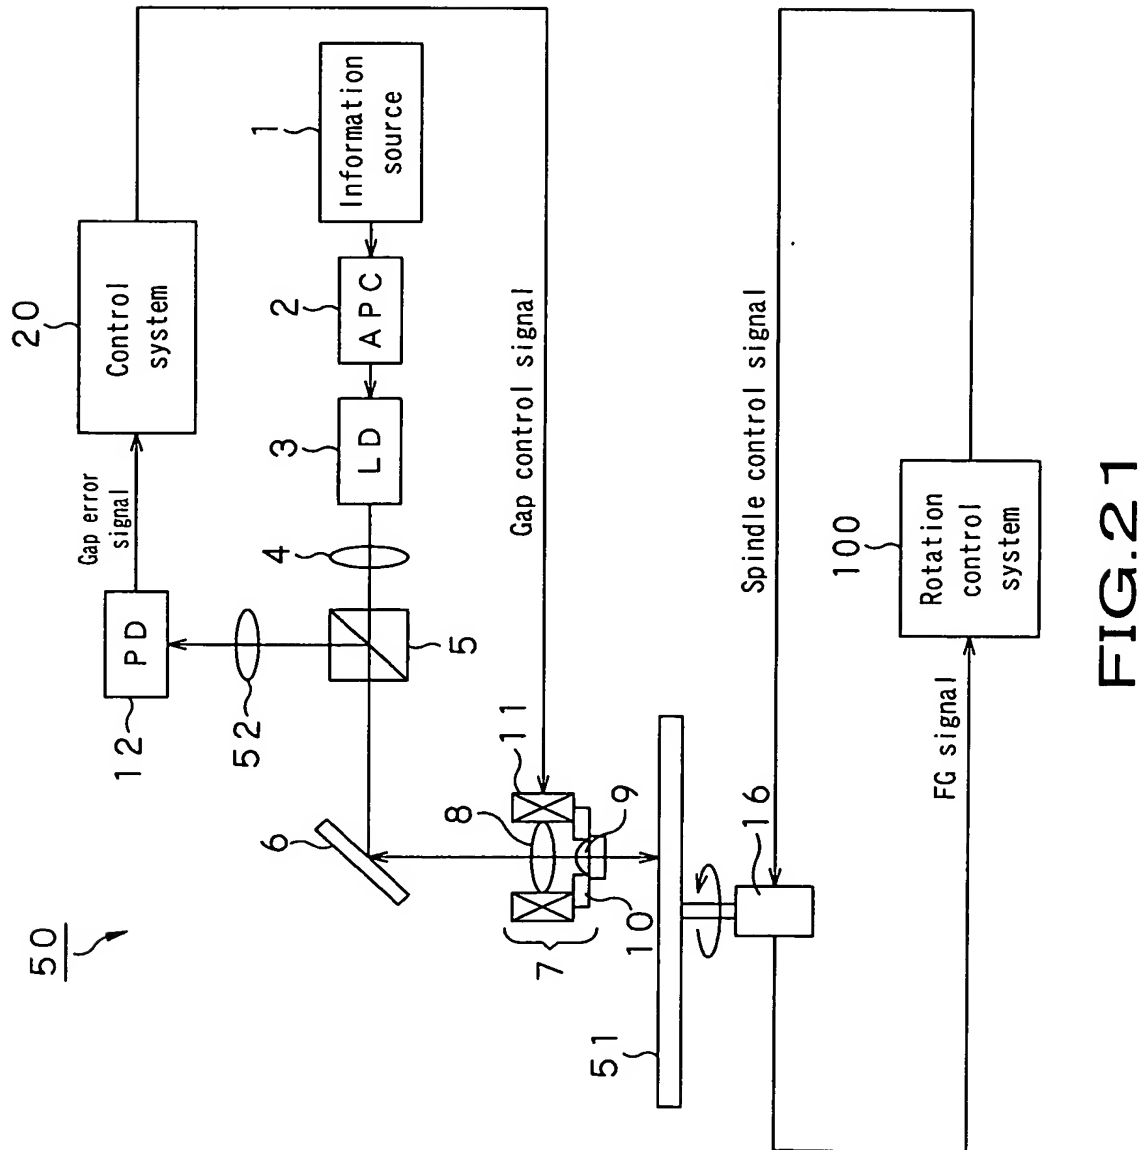 50
20
Control
system
Gap error
signal
PD
12
52
1
Information
source
2
APC
3
LD
4
5
6
Gap control signal
11
8
9
10
7
51
16
Spindle control signal
FG signal
100
Rotation
control
system
FIG.21